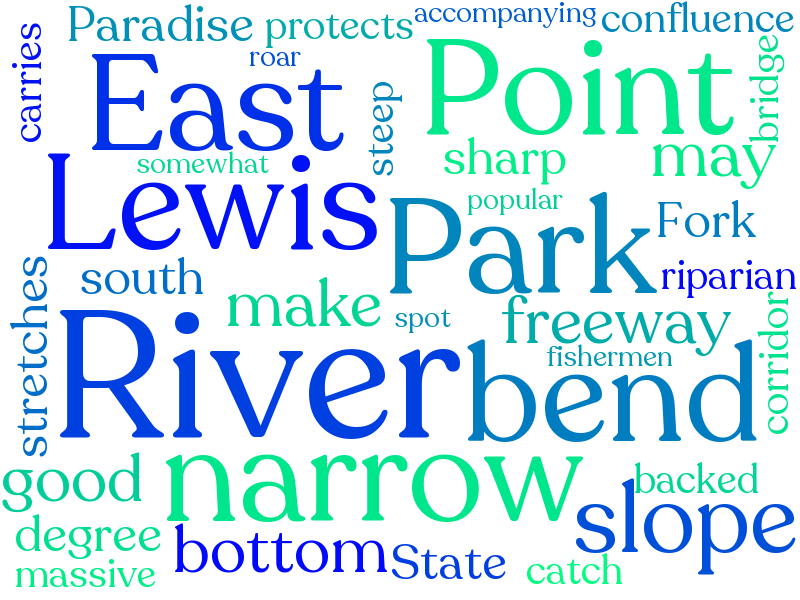 accompanying
confluence
Paradise
protects
carries
roar
East
Point
bridge
steep
somewhat
sharp
may
Lewis
popular
Park
Fork
south
riparian
stretches
make
spot
freeway
corridor
River
fishermen
bend
narrow
good
backed
slope
degree
bottom
State
massive
catch